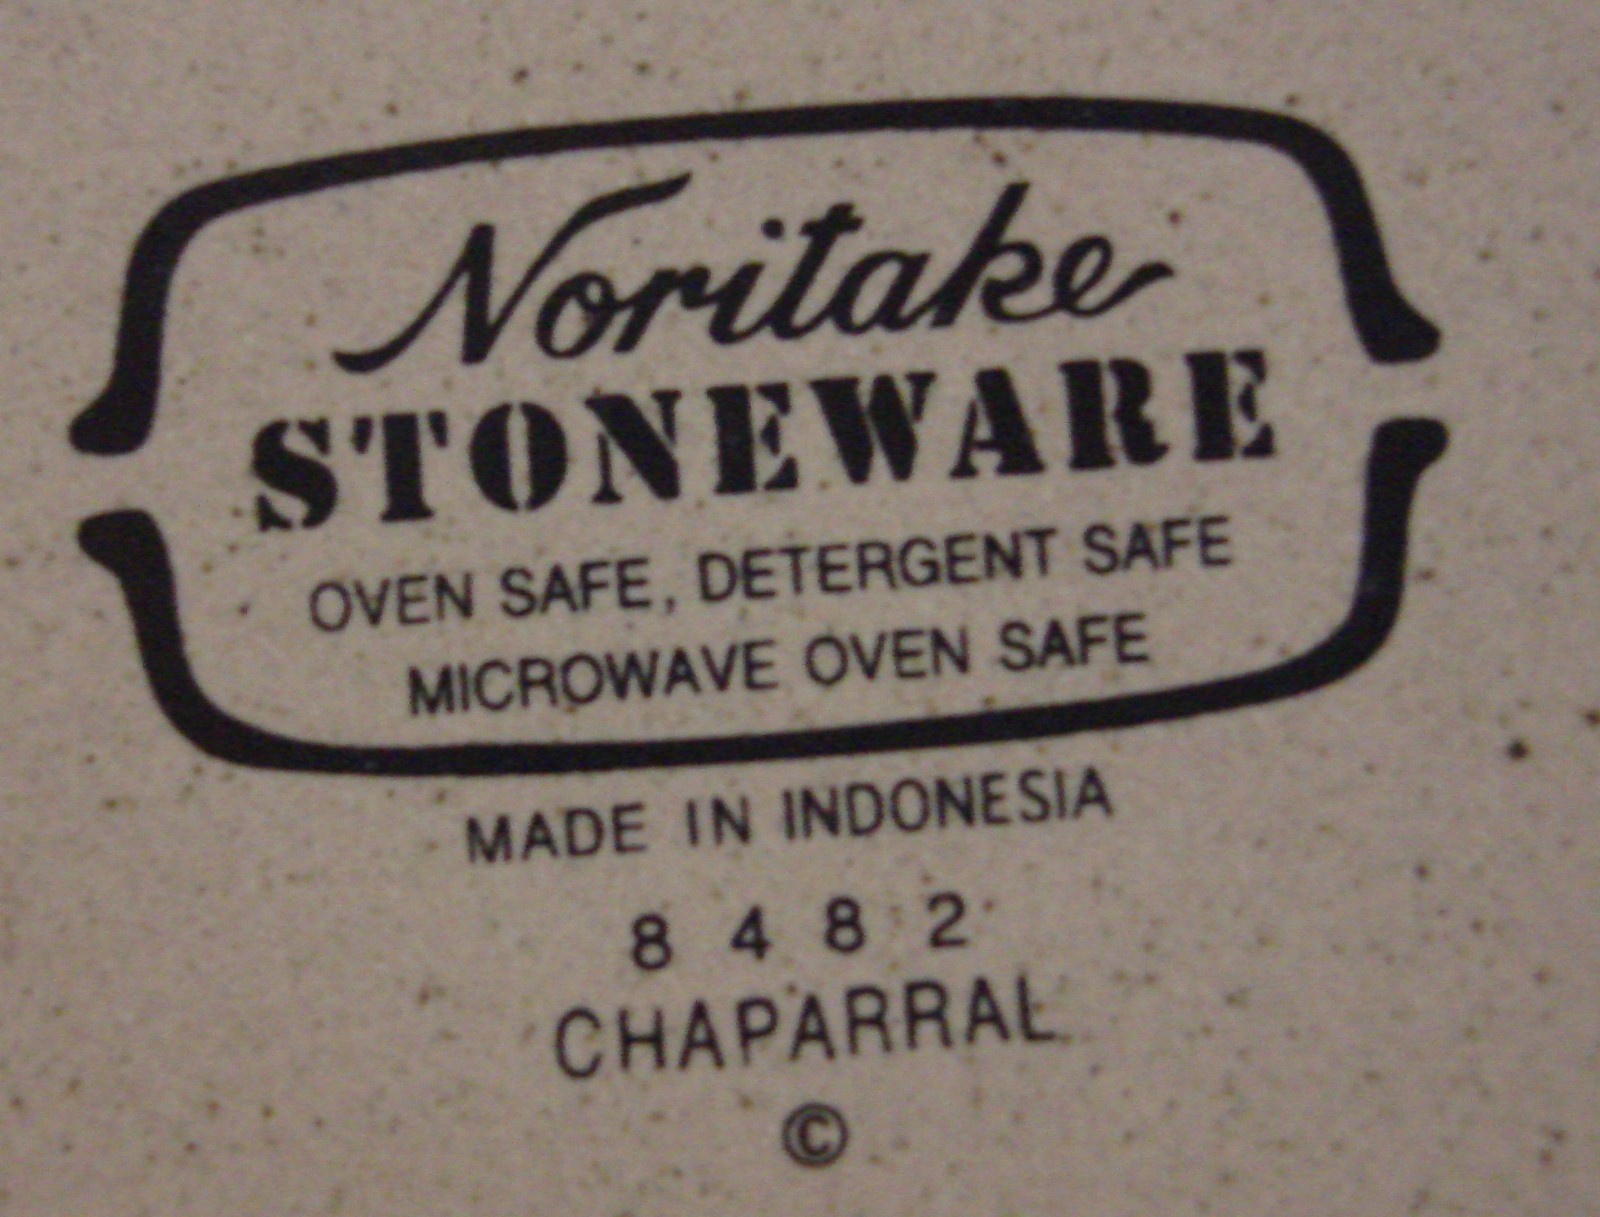 Noritake
STONEWARE
OVEN SAFE, DETERGENT SAFE
MICROWAVE OVEN SAFE
MADE IN INDONESIA
8 4 8 2
CHAPARRAL
©